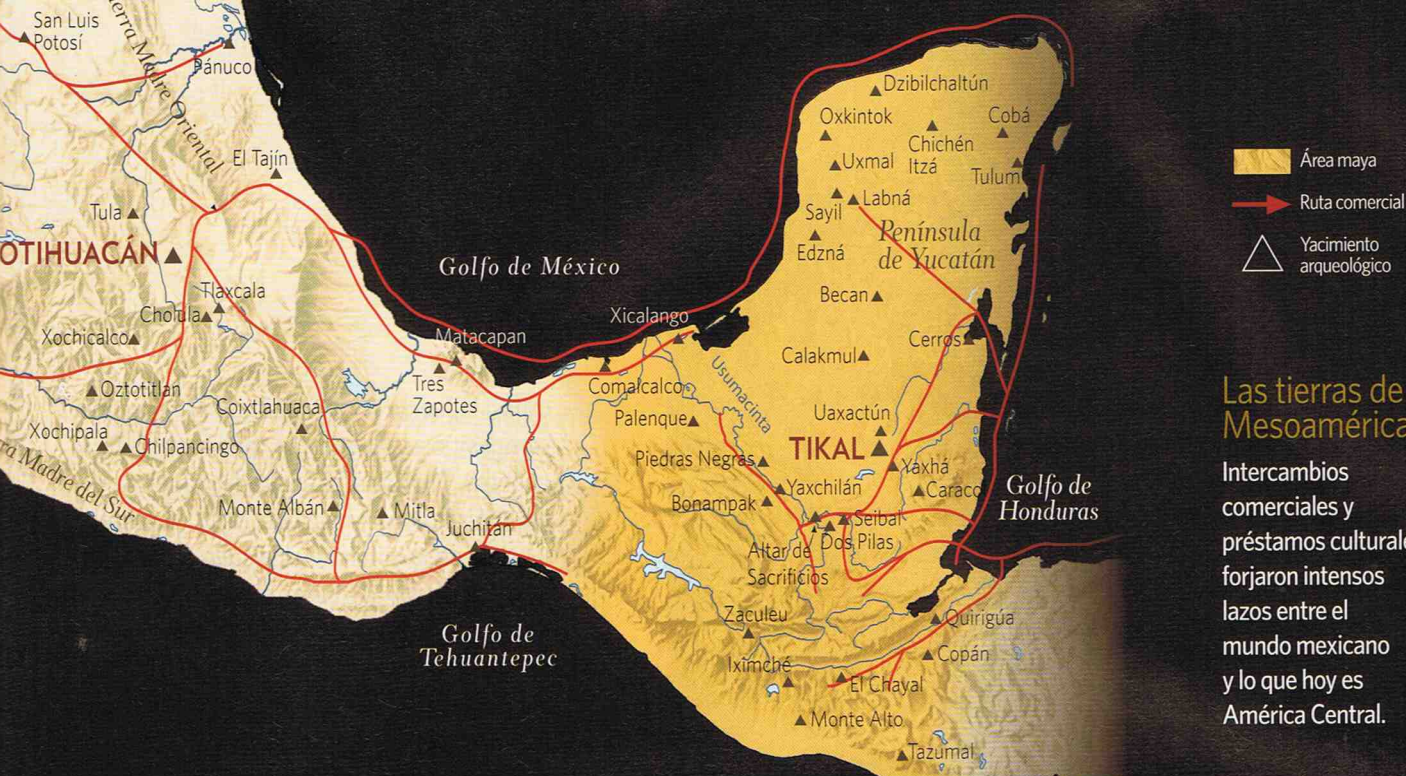 San Luis
Potosí
Sierra Madre Oriental
Pánuco
El Tajín
Tula
OTIHUACÁN
Tlaxcala
Cholula
Xochicalco
Oztotitlán
Coixtlahuaca
Xochipala
Chilpancingo
ra Madre del Sur
Monte Albán
Mitla
Juchitán
Golfo de México
Matacapan
Tres
Zapotes
Xicalango
Comalcalco
Usumacinta
Palenque
Piedras Negras
Bonampak
Yaxchilán
Altar de
Sacrificios
Dos Pilas
Seibal
Dzibilchaltún
Oxkintok
Cobá
Chichén
Itzá
Uxmal
Tulum
Labná
Sayil
Edzná
Península
de Yucatán
Becan
Cerros
Calakmul
Uaxactún
TIKAL
Yaxhá
Caraco
Golfo de
Honduras
Golfo de
Tehuantepec
Zaculeu
Iximché
Quiriguá
Copán
El Chayal
Monte Alto
Tazumal
Área maya
Ruta comercial
Yacimiento
arqueológico
Las tierras de
Mesoamérica
Intercambios
comerciales y
préstamos culturale
forjaron intensos
lazos entre el
mundo mexicano
y lo que hoy es
América Central.